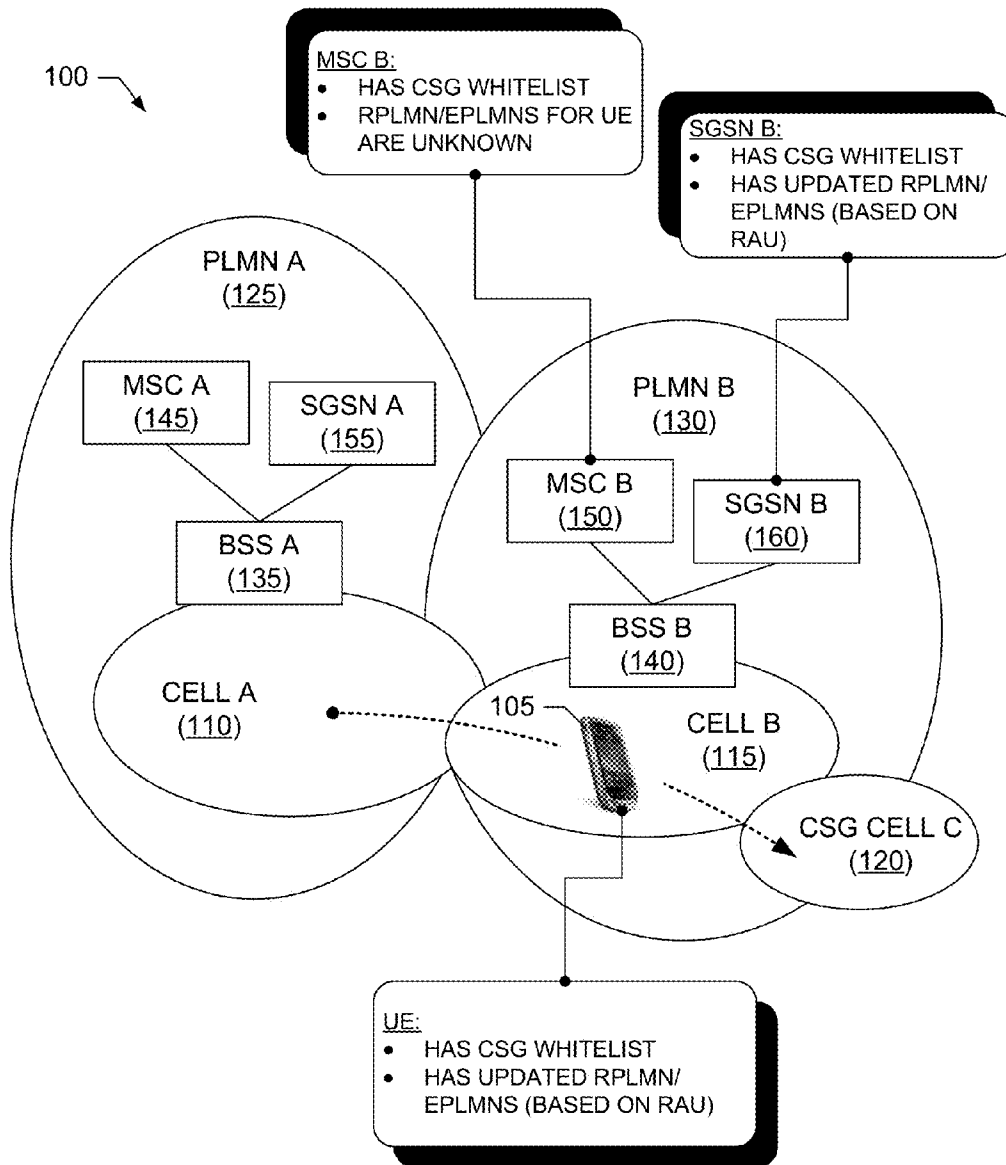 100
MSC B:
• HAS CSG WHITELIST
• RPLMN/EPLMNS FOR UE
ARE UNKNOWN
SGSN B:
• HAS CSG WHITELIST
• HAS UPDATED RPLMN/
EPLMNS (BASED ON
RAU)
PLMN A
(125)
MSC A
(145)
SGSN A
(155)
BSS A
(135)
CELL A
(110)
PLMN B
(130)
MSC B
(150)
SGSN B
(160)
BSS B
(140)
105
CELL B
(115)
CSG CELL C
(120)
UE:
• HAS CSG WHITELIST
• HAS UPDATED RPLMN/
EPLMNS (BASED ON RAU)